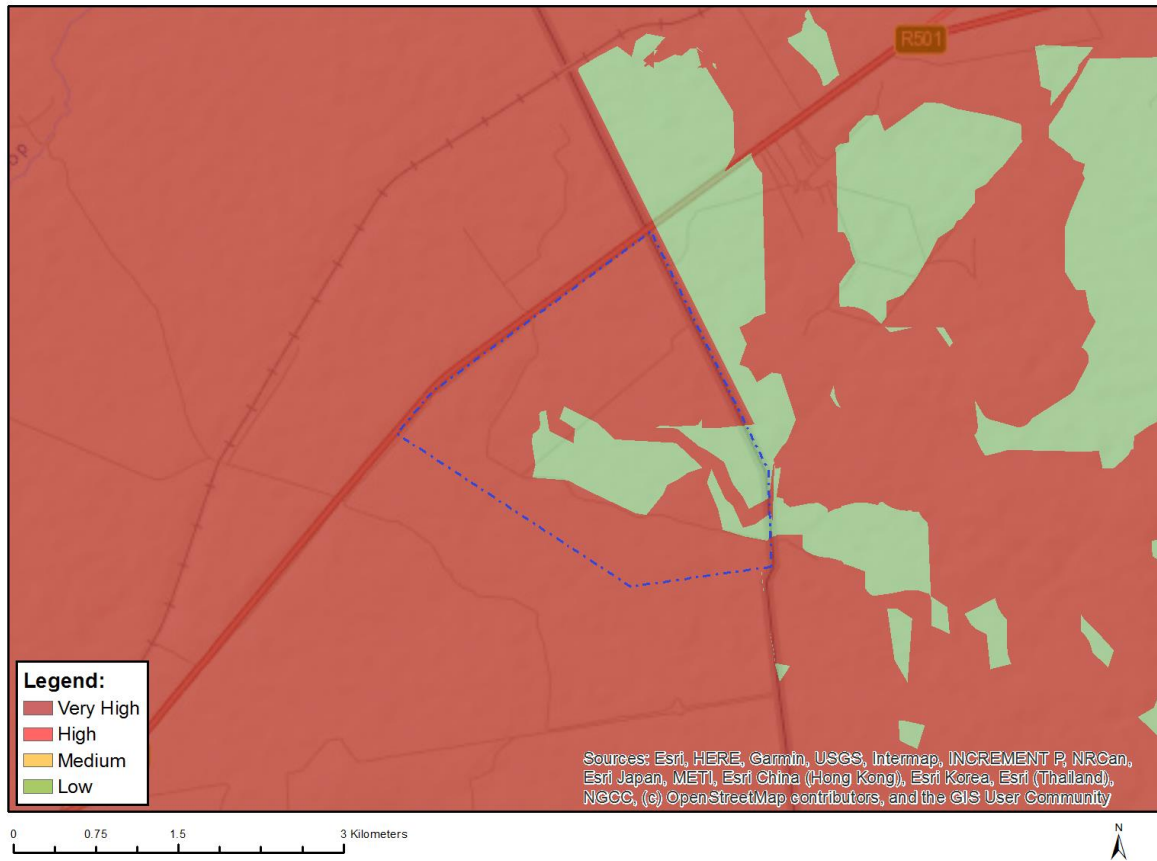 R501
op
Legend:
Very High
High
Medium
Low
Sources: Esri, HERE, Garmin, USGS, Intermap, INCREMENT P, NRCan,
Esri Japan, METI, Esri China (Hong Kong), Esri Korea, Esri (Thailand),
NGCC, (c) OpenStreetMap contributors, and the GIS User Community
0 0.75 1.5 3 Kilometers
N